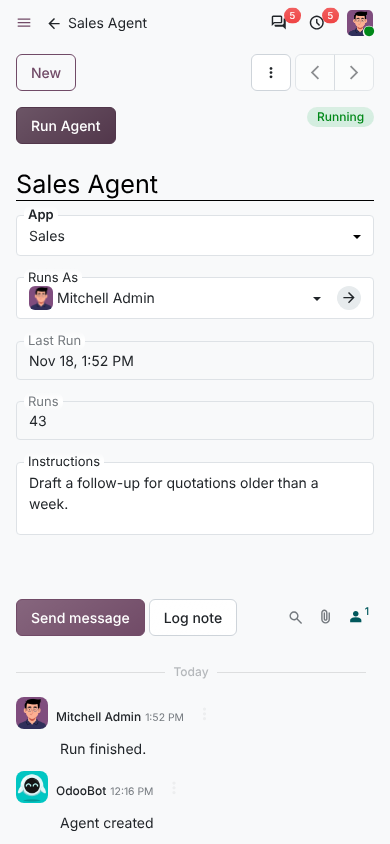 Sales Agent
5
5
New
Run Agent
Running
Sales Agent
App
Sales
Runs As
Mitchell Admin
Last Run
Nov 18, 1:52 PM
Runs
43
Instructions
Draft a follow-up for quotations older than a
week.
Send message
Log note
1
Today
Mitchell Admin 1:52 PM
Run finished.
OdooBot 12:16 PM
Agent created